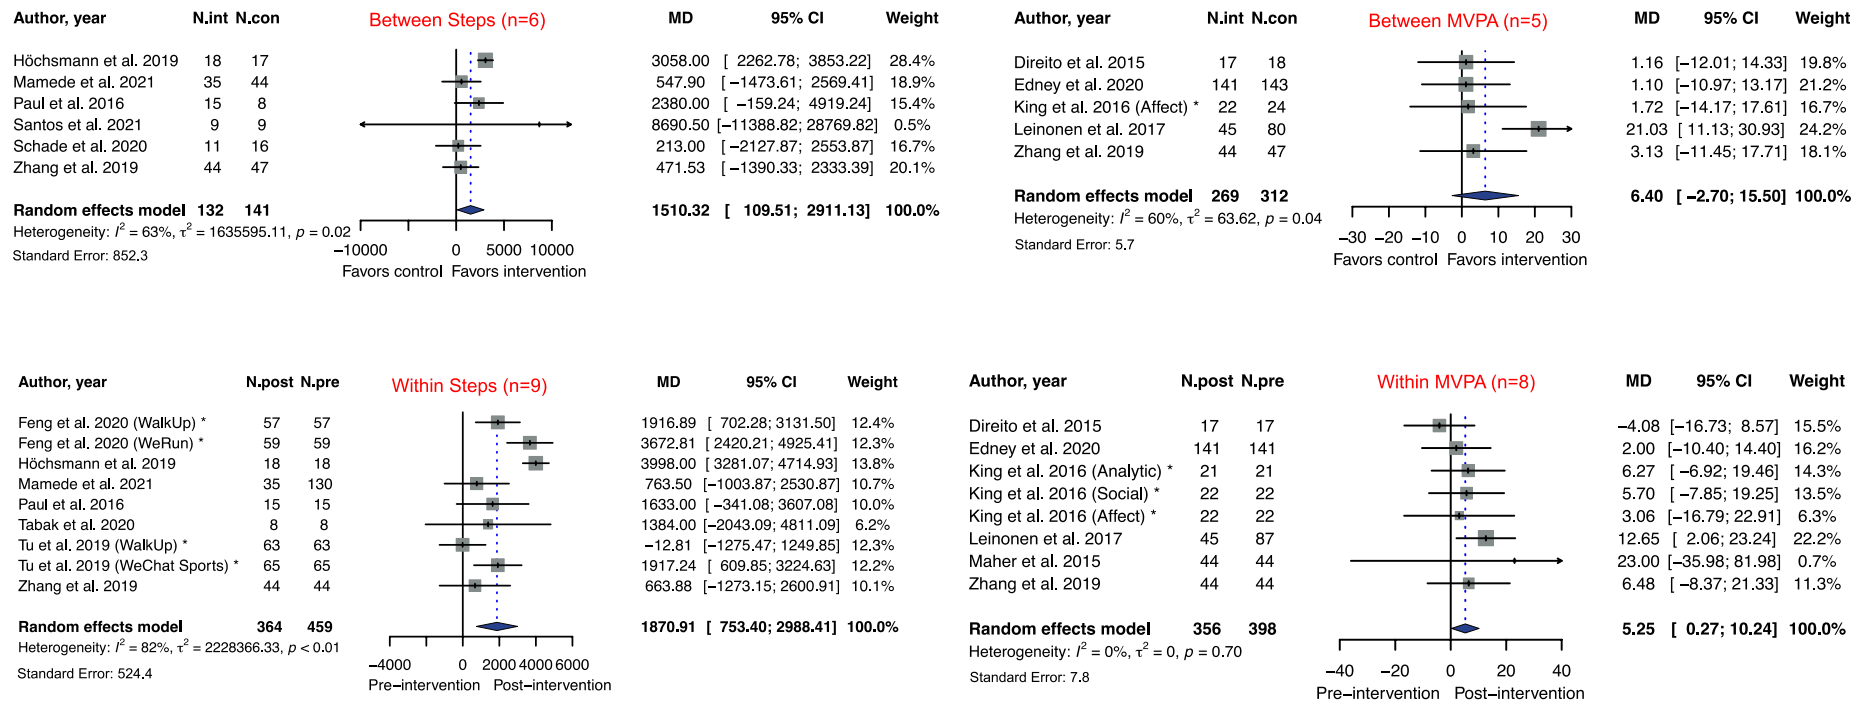 Author, year N.int N.con Between Steps (n=6) MD 95% CI Weight
Höchsmann et al. 2019 18 17 3058.00 [ 2262.78; 3853.22] 28.4%
Mamede et al. 2021 35 44 547.90 [ −1473.61; 2569.41] 18.9%
Paul et al. 2016 15 8 2380.00 [ −159.24; 4919.24] 15.4%
Santos et al. 2021 9 9 8690.50 [−11388.82; 28769.82] 0.5%
Schade et al. 2020 11 16 213.00 [ −2127.87; 2553.87] 16.7%
Zhang et al. 2019 44 47 471.53 [ −1390.33; 2333.39] 20.1%
Random effects model 132 141 1510.32 [ 109.51; 2911.13] 100.0%
Heterogeneity: I² = 63%, τ² = 1635595.11, p = 0.02
Standard Error: 852.3
−10000 0 5000 10000
Favors control Favors intervention
Author, year N.int N.con Between MVPA (n=5) MD 95% CI Weight
Direito et al. 2015 17 18 1.16 [−12.01; 14.33] 19.8%
Edney et al. 2020 141 143 1.10 [−10.97; 13.17] 21.2%
King et al. 2016 (Affect) * 22 24 1.72 [−14.17; 17.61] 16.7%
Leinonen et al. 2017 45 80 21.03 [ 11.13; 30.93] 24.2%
Zhang et al. 2019 44 47 3.13 [−11.45; 17.71] 18.1%
Random effects model 269 312 6.40 [ −2.70; 15.50] 100.0%
Heterogeneity: I² = 60%, τ² = 63.62, p = 0.04
Standard Error: 5.7
−30 −20 −10 0 10 20 30
Favors control Favors intervention
Author, year N.post N.pre Within Steps (n=9) MD 95% CI Weight
Feng et al. 2020 (WalkUp) * 57 57 1916.89 [ 702.28; 3131.50] 12.4%
Feng et al. 2020 (WeRun) * 59 59 3672.81 [ 2420.21; 4925.41] 12.3%
Höchsmann et al. 2019 18 18 3998.00 [ 3281.07; 4714.93] 13.8%
Mamede et al. 2021 35 130 763.50 [−1003.87; 2530.87] 10.7%
Paul et al. 2016 15 15 1633.00 [ −341.08; 3607.08] 10.0%
Tabak et al. 2020 8 8 1384.00 [−2043.09; 4811.09] 6.2%
Tu et al. 2019 (WalkUp) * 63 63 −12.81 [−1275.47; 1249.85] 12.3%
Tu et al. 2019 (WeChat Sports) * 65 65 1917.24 [ 609.85; 3224.63] 12.2%
Zhang et al. 2019 44 44 663.88 [−1273.15; 2600.91] 10.1%
Random effects model 364 459 1870.91 [ 753.40; 2988.41] 100.0%
Heterogeneity: I² = 82%, τ² = 2228366.33, p < 0.01
Standard Error: 524.4
−4000 0 2000 4000 6000
Pre−intervention Post−intervention
Author, year N.post N.pre Within MVPA (n=8) MD 95% CI Weight
Direito et al. 2015 17 17 −4.08 [−16.73; 8.57] 15.5%
Edney et al. 2020 141 141 2.00 [−10.40; 14.40] 16.2%
King et al. 2016 (Analytic) * 21 21 6.27 [ −6.92; 19.46] 14.3%
King et al. 2016 (Social) * 22 22 5.70 [ −7.85; 19.25] 13.5%
King et al. 2016 (Affect) * 22 22 3.06 [−16.79; 22.91] 6.3%
Leinonen et al. 2017 45 87 12.65 [ 2.06; 23.24] 22.2%
Maher et al. 2015 44 44 23.00 [−35.98; 81.98] 0.7%
Zhang et al. 2019 44 44 6.48 [ −8.37; 21.33] 11.3%
Random effects model 356 398 5.25 [ 0.27; 10.24] 100.0%
Heterogeneity: I² = 0%, τ² = 0, p = 0.70
Standard Error: 7.8
−40 −20 0 20 40
Pre−intervention Post−intervention